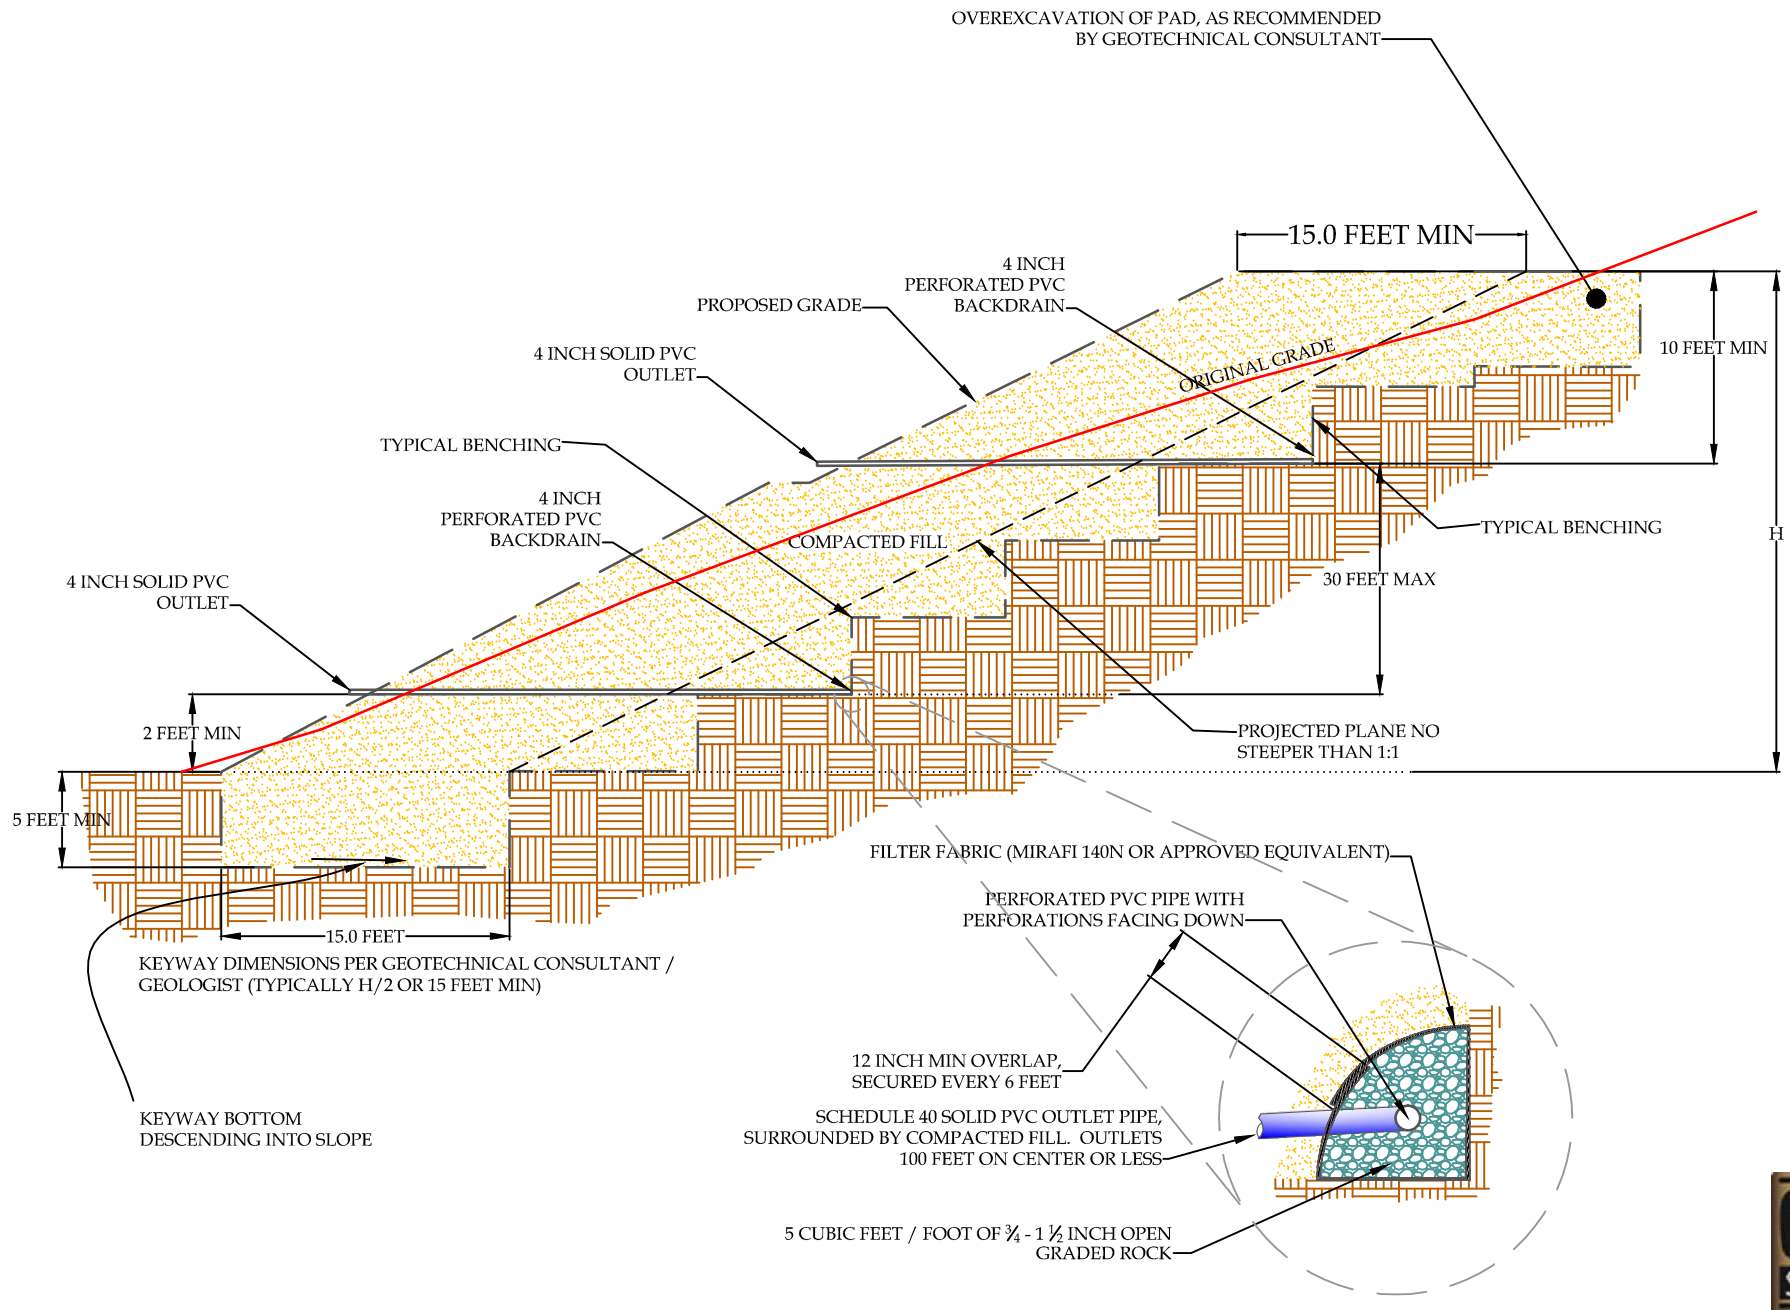 OVEREXCAVATION OF PAD, AS RECOMMENDED
BY GEOTECHNICAL CONSULTANT
15.0 FEET MIN
4 INCH
PERFORATED PVC
BACKDRAIN
PROPOSED GRADE
4 INCH SOLID PVC
OUTLET
ORIGINAL GRADE
10 FEET MIN
TYPICAL BENCHING
4 INCH
PERFORATED PVC
BACKDRAIN
COMPACTED FILL
TYPICAL BENCHING
H
30 FEET MAX
4 INCH SOLID PVC
OUTLET
2 FEET MIN
PROJECTED PLANE NO
STEEPER THAN 1:1
5 FEET MIN
15.0 FEET
KEYWAY DIMENSIONS PER GEOTECHNICAL CONSULTANT /
GEOLOGIST (TYPICALLY H/2 OR 15 FEET MIN)
KEYWAY BOTTOM
DESCENDING INTO SLOPE
FILTER FABRIC (MIRAFI 140N OR APPROVED EQUIVALENT)
PERFORATED PVC PIPE WITH
PERFORATIONS FACING DOWN
12 INCH MIN OVERLAP,
SECURED EVERY 6 FEET
SCHEDULE 40 SOLID PVC OUTLET PIPE,
SURROUNDED BY COMPACTED FILL. OUTLETS
100 FEET ON CENTER OR LESS
5 CUBIC FEET / FOOT OF ¾ - 1 ½ INCH OPEN
GRADED ROCK